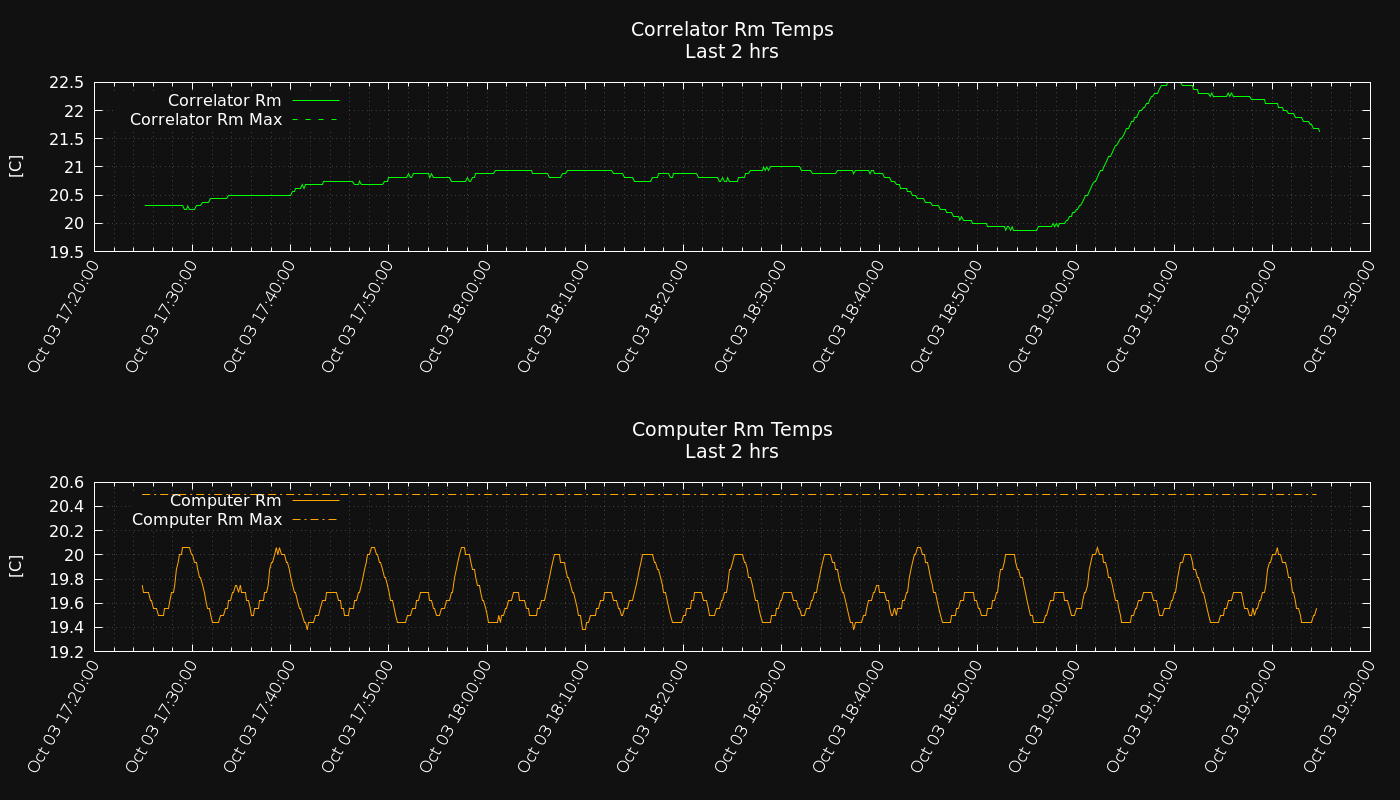 Correlator Rm Temps
Last 2 hrs
22.5
22
21.5
21
20.5
20
19.5
[C]
Correlator Rm
Correlator Rm Max
Oct 03 17:20:00
Oct 03 17:30:00
Oct 03 17:40:00
Oct 03 17:50:00
Oct 03 18:00:00
Oct 03 18:10:00
Oct 03 18:20:00
Oct 03 18:30:00
Oct 03 18:40:00
Oct 03 18:50:00
Oct 03 19:00:00
Oct 03 19:10:00
Oct 03 19:20:00
Oct 03 19:30:00
Computer Rm Temps
Last 2 hrs
20.6
20.4
20.2
20
19.8
19.6
19.4
19.2
[C]
Computer Rm
Computer Rm Max
Oct 03 17:20:00
Oct 03 17:30:00
Oct 03 17:40:00
Oct 03 17:50:00
Oct 03 18:00:00
Oct 03 18:10:00
Oct 03 18:20:00
Oct 03 18:30:00
Oct 03 18:40:00
Oct 03 18:50:00
Oct 03 19:00:00
Oct 03 19:10:00
Oct 03 19:20:00
Oct 03 19:30:00